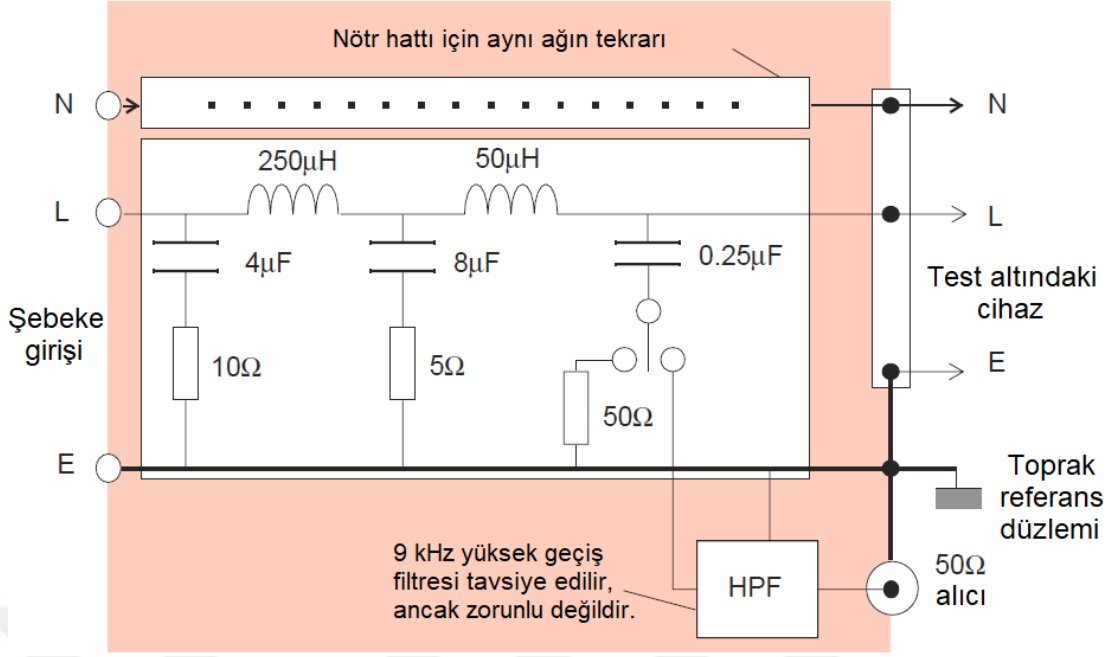 Nötr hattı için aynı ağın tekrarı
N
N
250µH
50µH
L
L
4µF
8µF
0.25µF
Test altındaki
cihaz
Şebeke
girişi
10Ω
5Ω
E
50Ω
E
Toprak
referans
düzlemi
9 kHz yüksek geçiş
filtresi tavsiye edilir,
ancak zorunlu değildir.
HPF
50Ω
alıcı